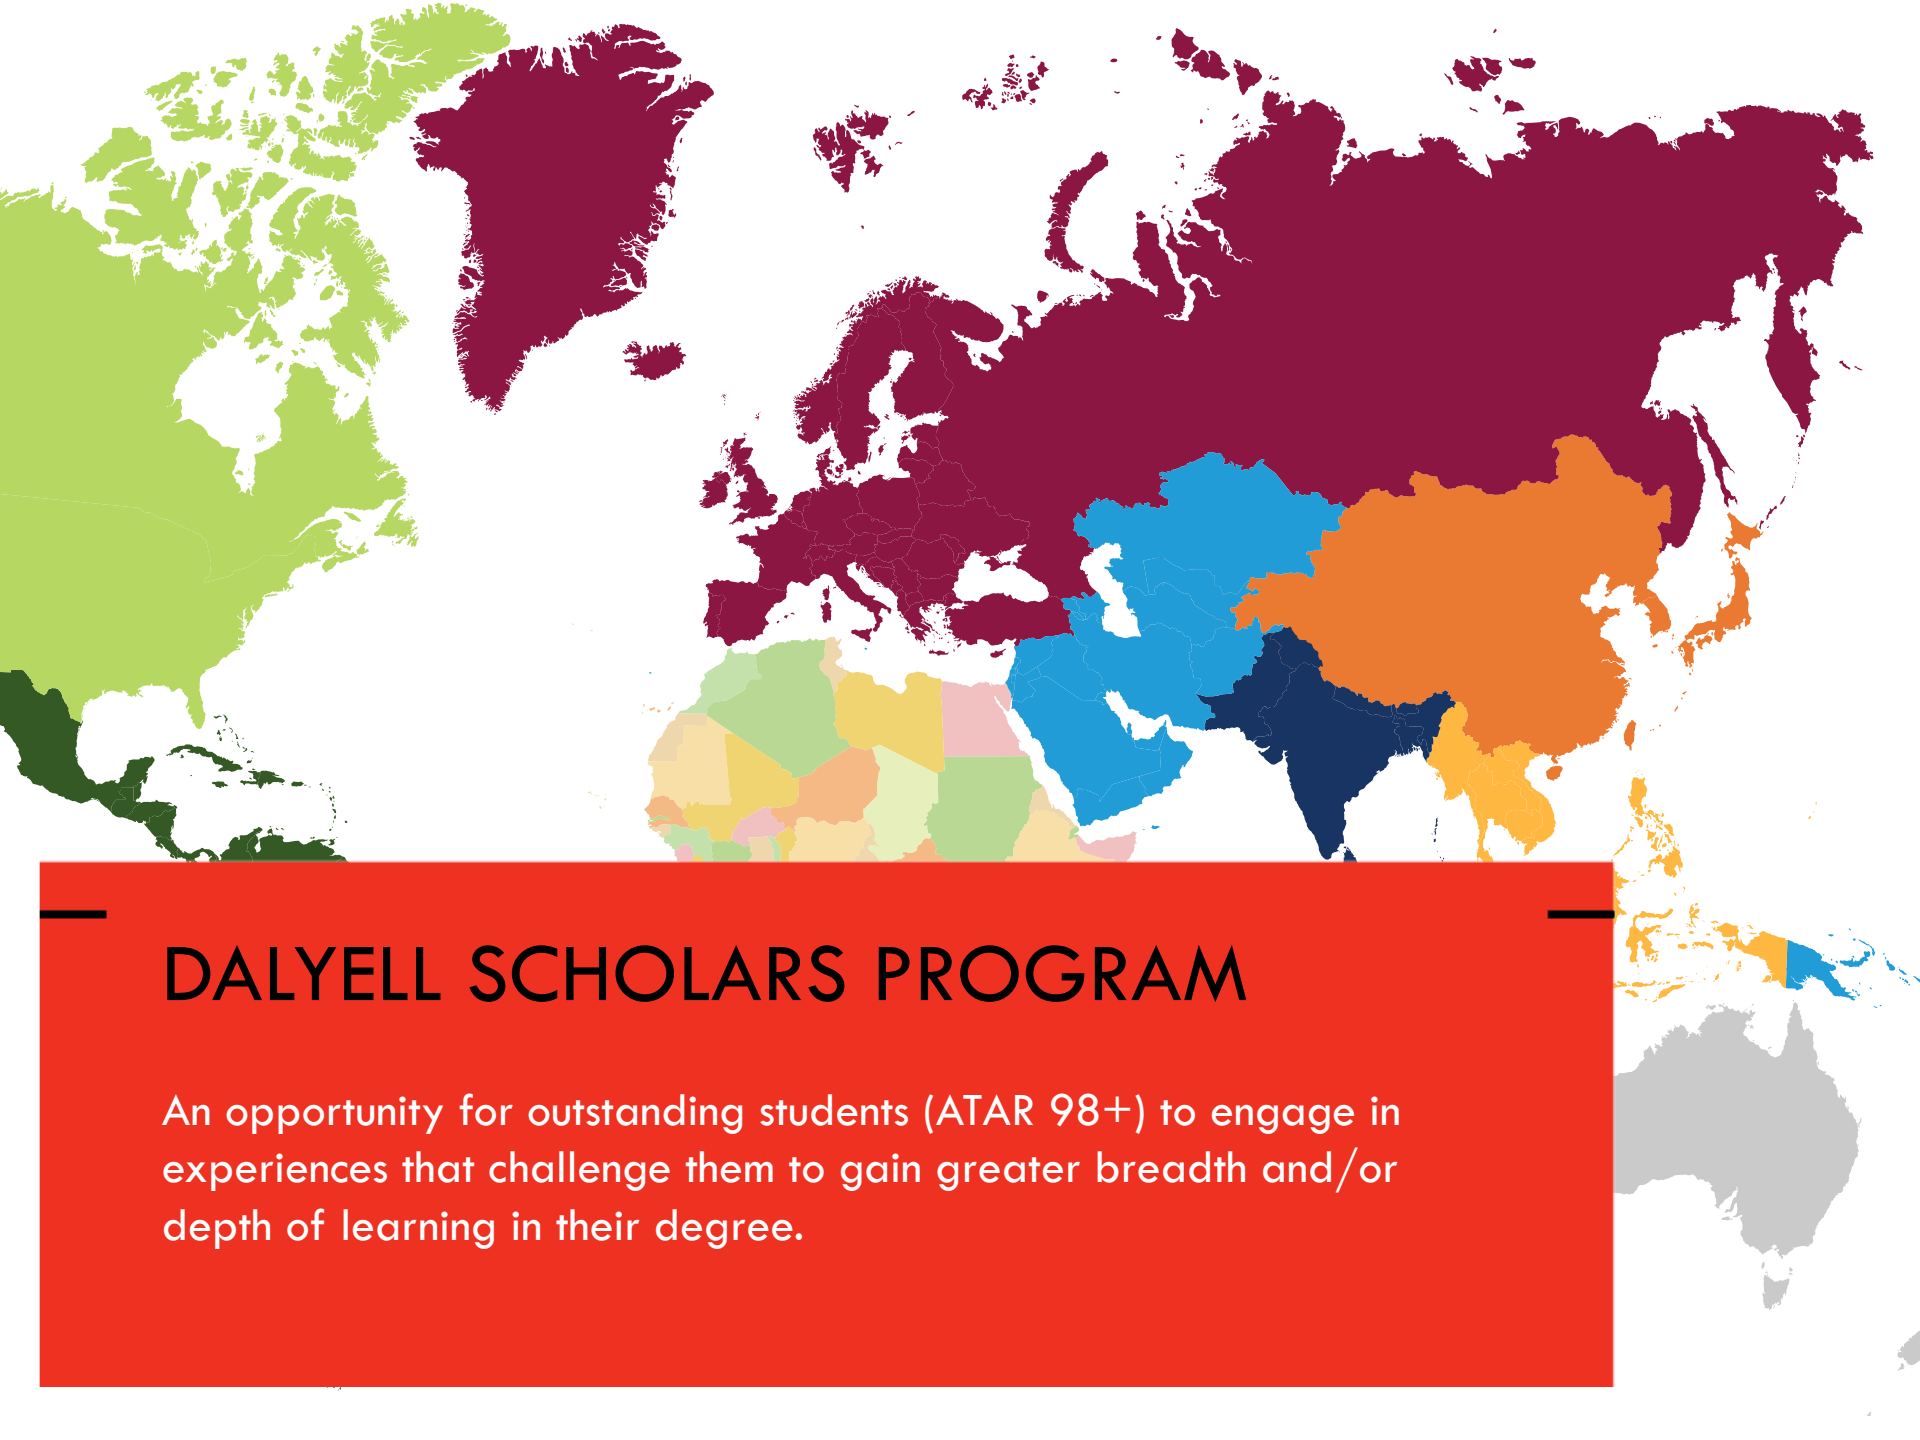 DALYELL SCHOLARS PROGRAM
An opportunity for outstanding students (ATAR 98+) to engage in
experiences that challenge them to gain greater breadth and/or
depth of learning in their degree.